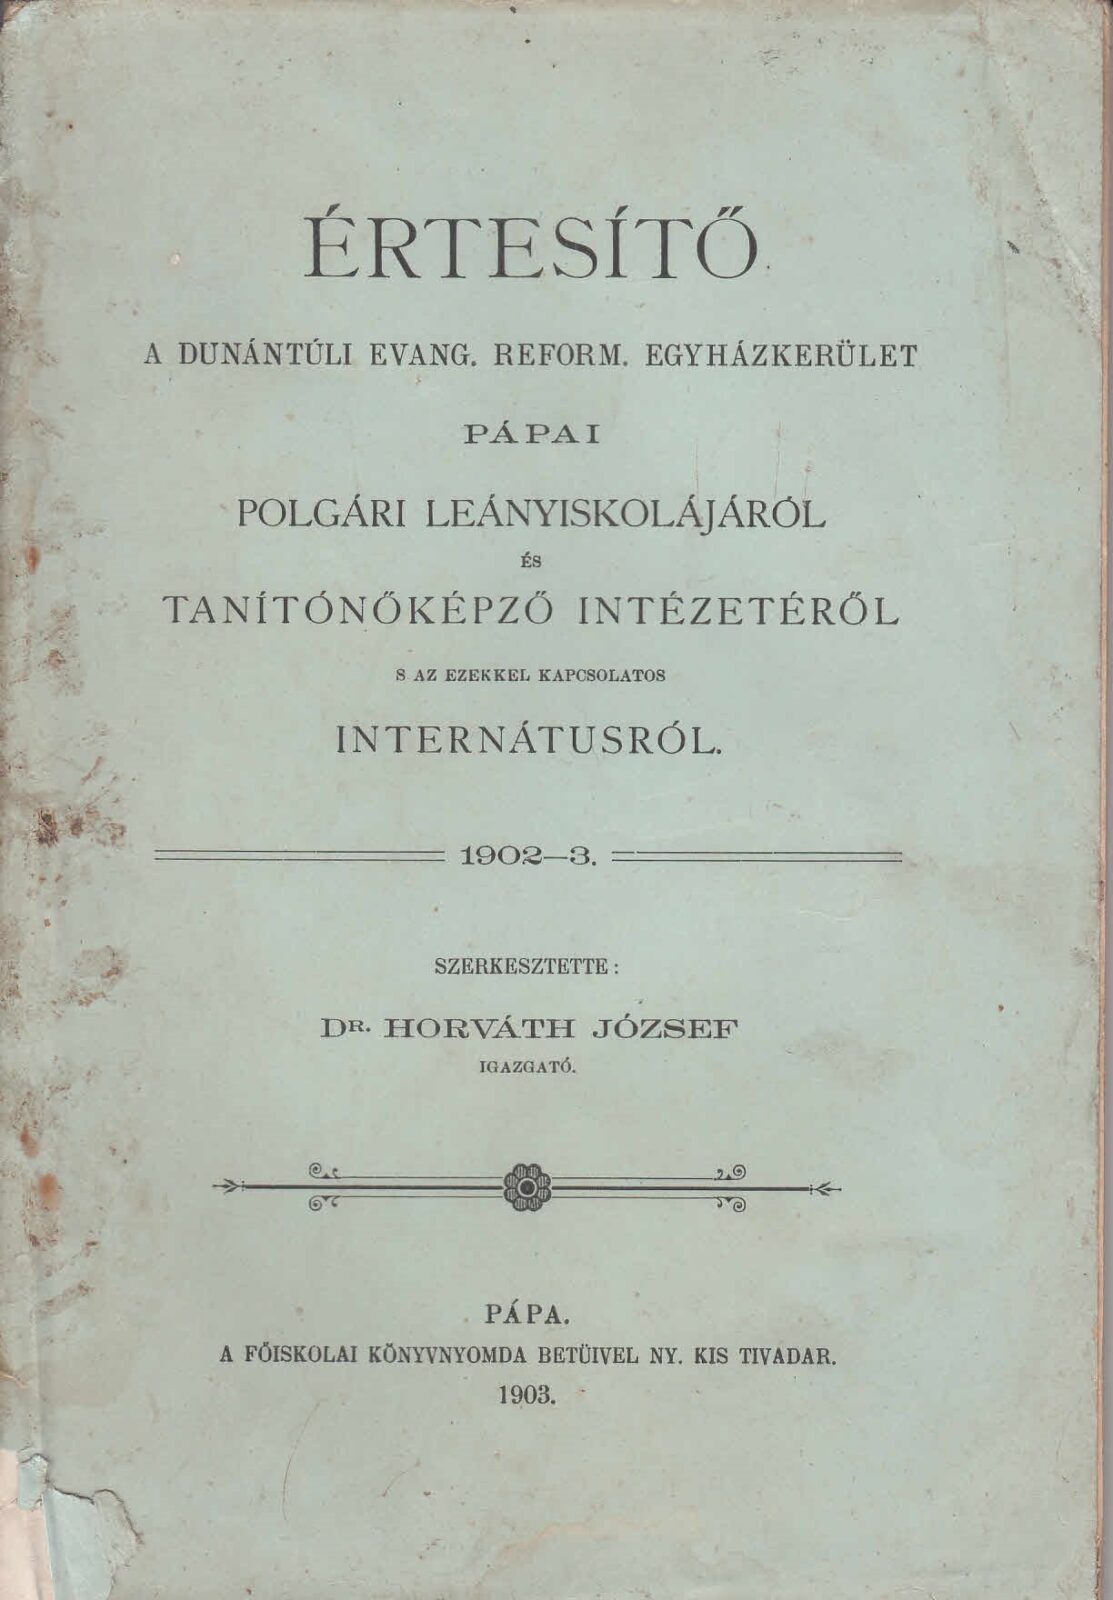 ÉRTESÍTŐ
A DUNÁNTÚLI EVANG. REFORM. EGYHÁZKERÜLET
PÁPAI
POLGÁRI LEÁNYISKOLÁJÁRÓL
ÉS
TANÍTÓNŐKÉPZŐ INTÉZETÉRŐL
S AZ EZEKKEL KAPCSOLATOS
INTERNÁTUSRÓL.
1902—3.
SZERKESZTETTE:
DR. HORVÁTH JÓZSEF
IGAZGATÓ.
PÁPA.
A FŐISKOLAI KÖNYVNYOMDA BETŰIVEL NY. KIS TIVADAR.
1903.